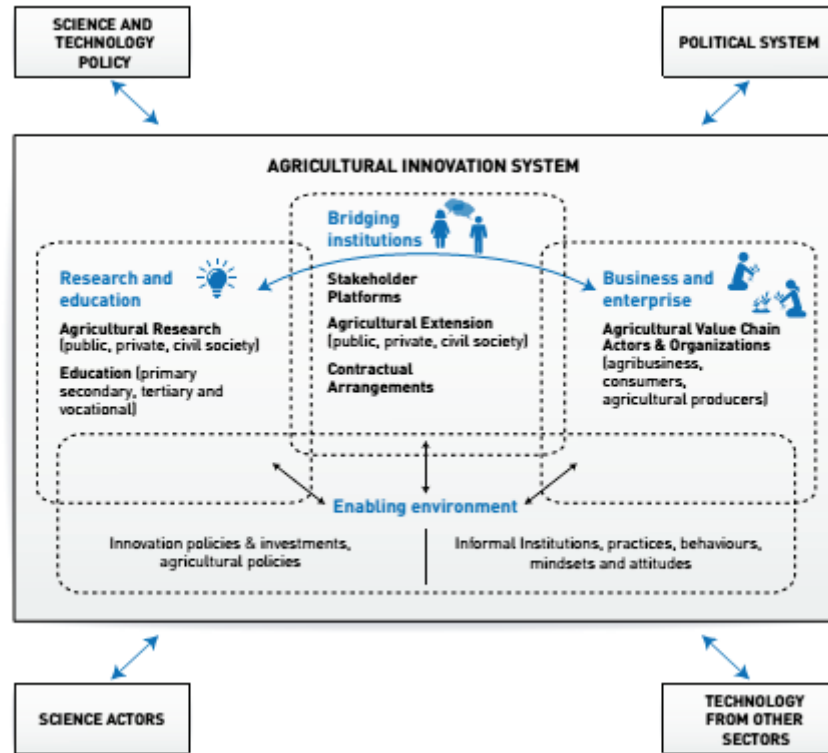 SCIENCE AND
TECHNOLOGY
POLICY
POLITICAL SYSTEM
AGRICULTURAL INNOVATION SYSTEM
Bridging
institutions
Research and
education
Business and
enterprise
Stakeholder
Platforms
Agricultural Extension
(public, private, civil society)
Contractual
Arrangements
Agricultural Research
(public, private, civil society)
Education (primary
secondary, tertiary and
vocational)
Agricultural Value Chain
Actors & Organizations
(agribusiness,
consumers,
agricultural producers)
Enabling environment
Innovation policies & investments,
agricultural policies
Informal Institutions, practices, behaviours,
mindsets and attitudes
SCIENCE ACTORS
TECHNOLOGY
FROM OTHER
SECTORS